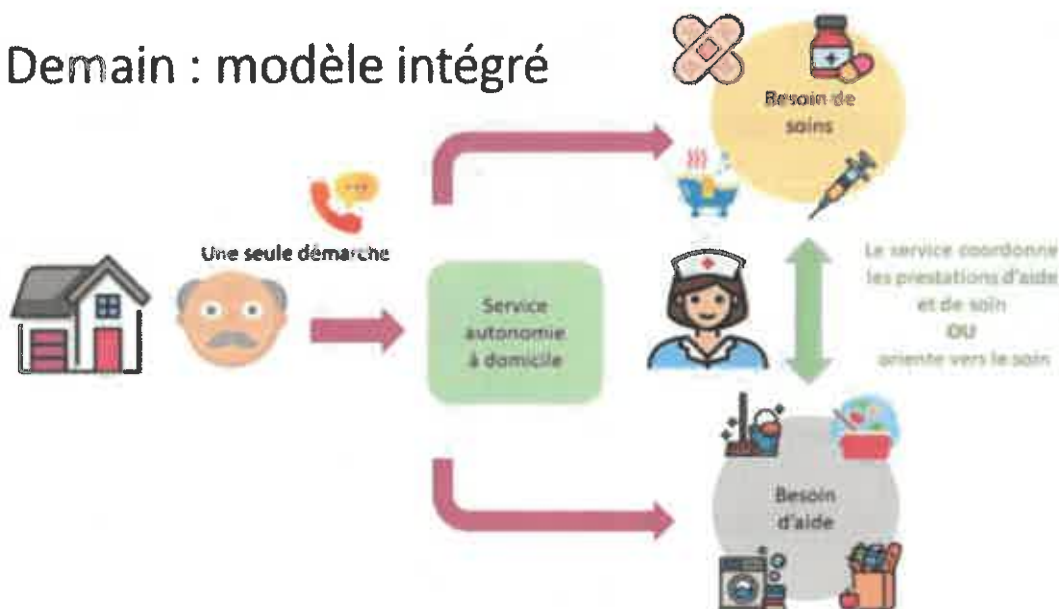 Demain : modèle intégré
Besoin de
soins
Une seule démarche
Service
autonomie
à domicile
Le service coordonne
les prestations d'aide
et de soin
OU
oriente vers le soin
Besoin
d'aide